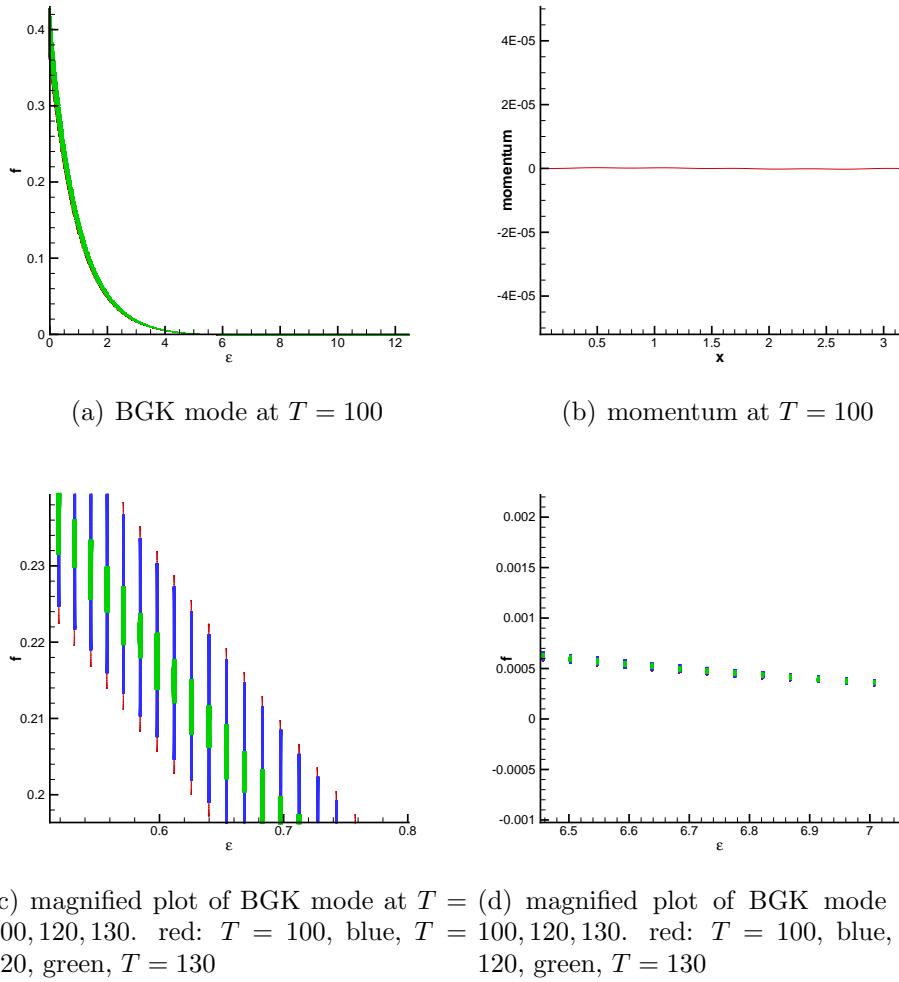 0.4
0.3
0.2
0.1
0
f
0 2 4 6 8 10 12
ε
4E-05
2E-05
0
-2E-05
-4E-05
momentum
0.5 1 1.5 2 2.5 3
x
(a) BGK mode at T = 100
(b) momentum at T = 100
0.23
0.22
0.21
0.2
f
0.6 0.7 0.8
ε
0.002
0.0015
0.001
0.0005
0
-0.0005
-0.001
f
6.5 6.6 6.7 6.8 6.9 7
ε
) magnified plot of BGK mode at T =
00, 120, 130. red: T = 100, blue, T =
20, green, T = 130
(d) magnified plot of BGK mode
100, 120, 130. red: T = 100, blue,
120, green, T = 130